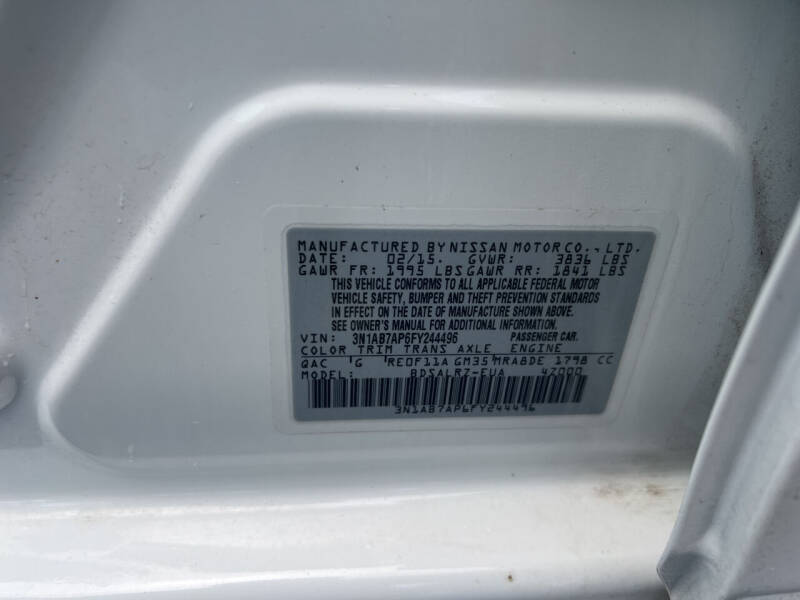 MANUFACTURED BY NISSAN MOTOR CO., LTD.
DATE: 02/15. GVWR: 3836 LBS
GAWR FR: 1995 LBS GAWR RR: 1841 LBS
THIS VEHICLE CONFORMS TO ALL APPLICABLE FEDERAL MOTOR
VEHICLE SAFETY, BUMPER AND THEFT PREVENTION STANDARDS
IN EFFECT ON THE DATE OF MANUFACTURE SHOWN ABOVE.
SEE OWNER'S MANUAL FOR ADDITIONAL INFORMATION.
VIN: 3N1AB7AP6FY244496 PASSENGER CAR.
COLOR TRIM TRANS AXLE ENGINE
QAC G RE0F11A GM35 MRA8DE 1798 CC
MODEL: BDSALRZ-EUA 4Z000
3N1AB7AP6FY244496